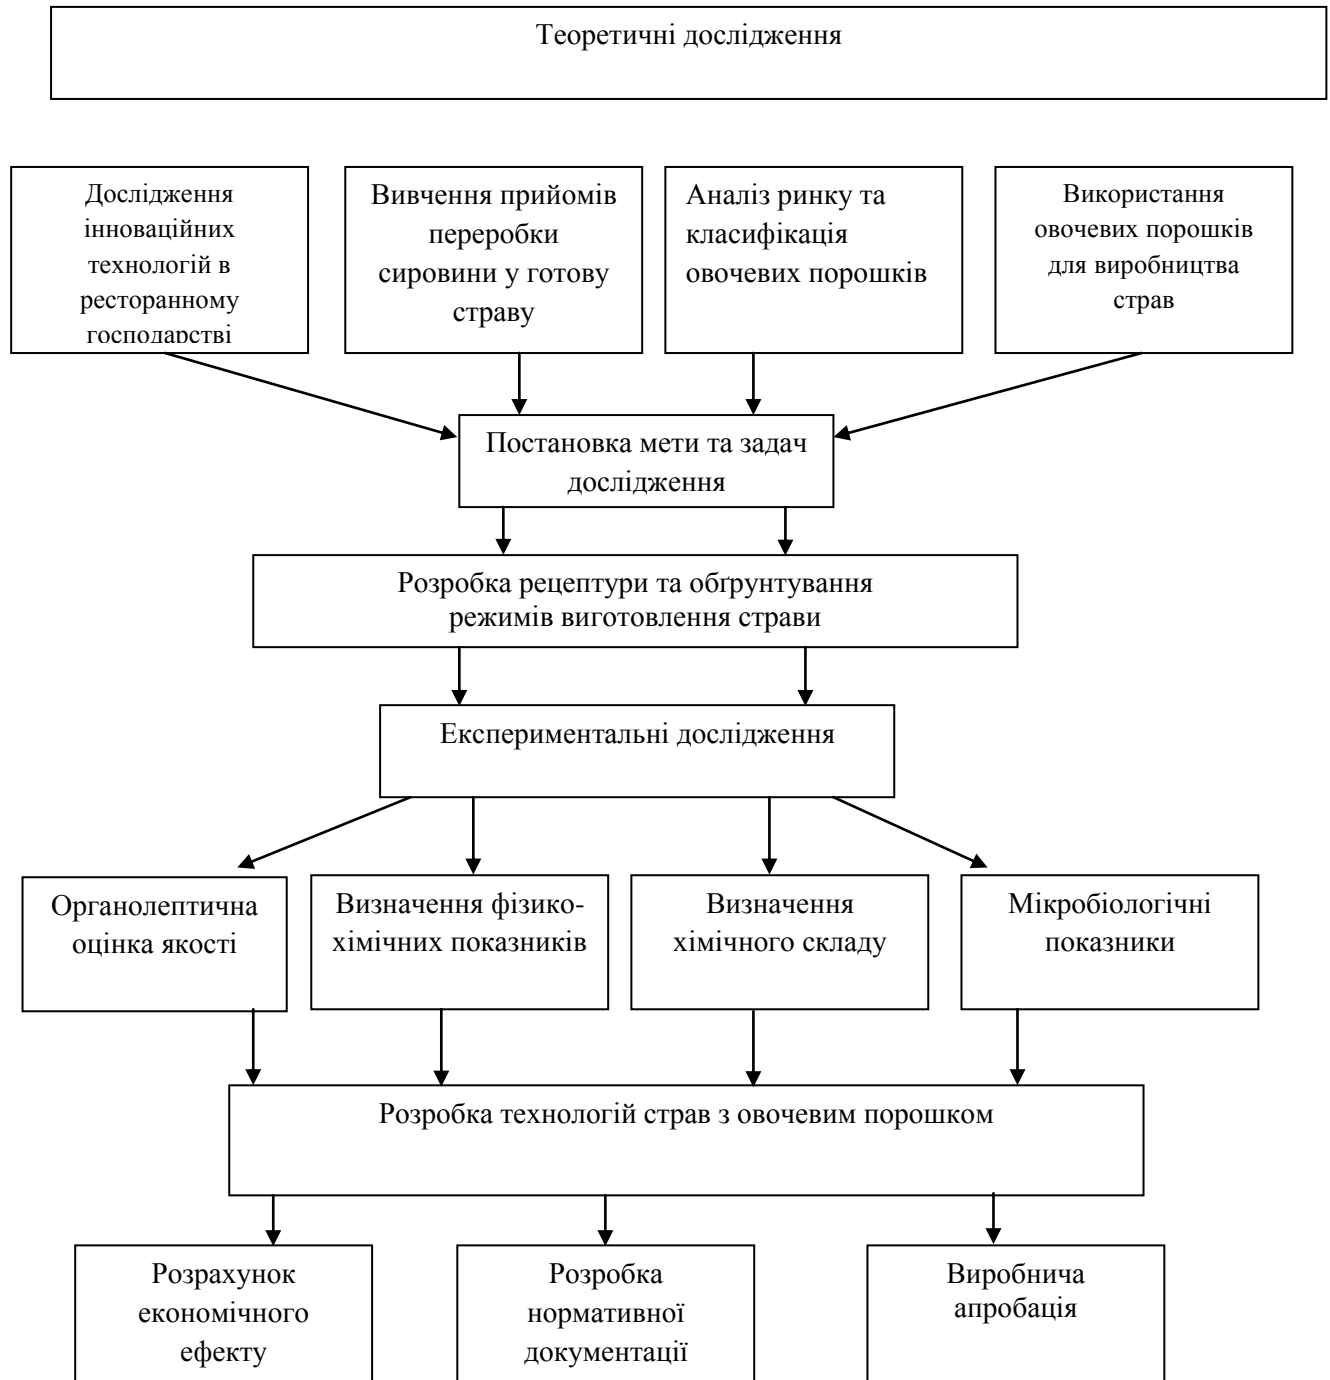 Теоретичні дослідження
Дослідження
інноваційних
технологій в
ресторанному
господарстві
Вивчення прийомів
переробки
сировини у готову
страву
Аналіз ринку та
класифікація
овочевих порошків
Використання
овочевих порошків
для виробництва
страв
Постановка мети та задач
дослідження
Розробка рецептури та обґрунтування
режимів виготовлення страви
Експериментальні дослідження
Органолептична
оцінка якості
Визначення фізико-
хімічних показників
Визначення
хімічного складу
Мікробіологічні
показники
Розробка технологій страв з овочевим порошком
Розрахунок
економічного
ефекту
Розробка
нормативної
документації
Виробнича
апробація